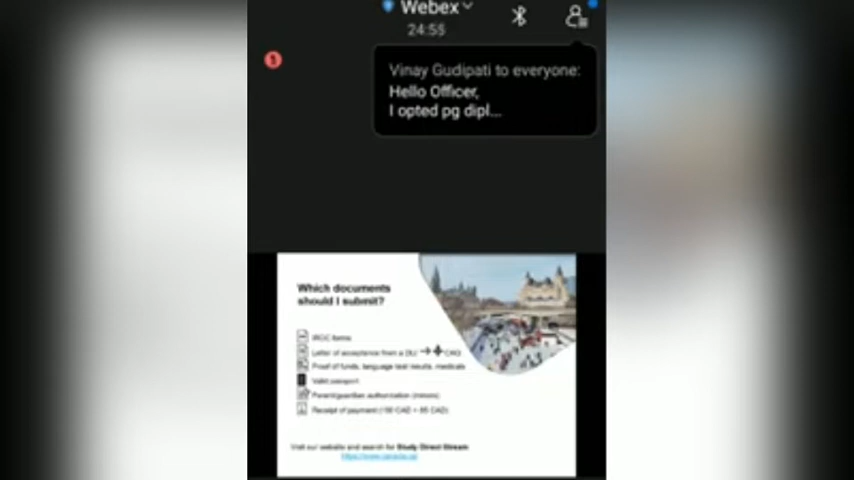 Webex
24:55
Vinay Gudipati to everyone:
Hello Officer,
I opted pg dipl...
Which documents
should I submit?
IRCC forms
Letter of acceptance from a DLI CAQ
Proof of funds, language test results, medicals
Valid passport
Parent/guardian authorization (minors)
Receipt of payment (150 CAD + 85 CAD)
Visit our website and search for Study Direct Stream